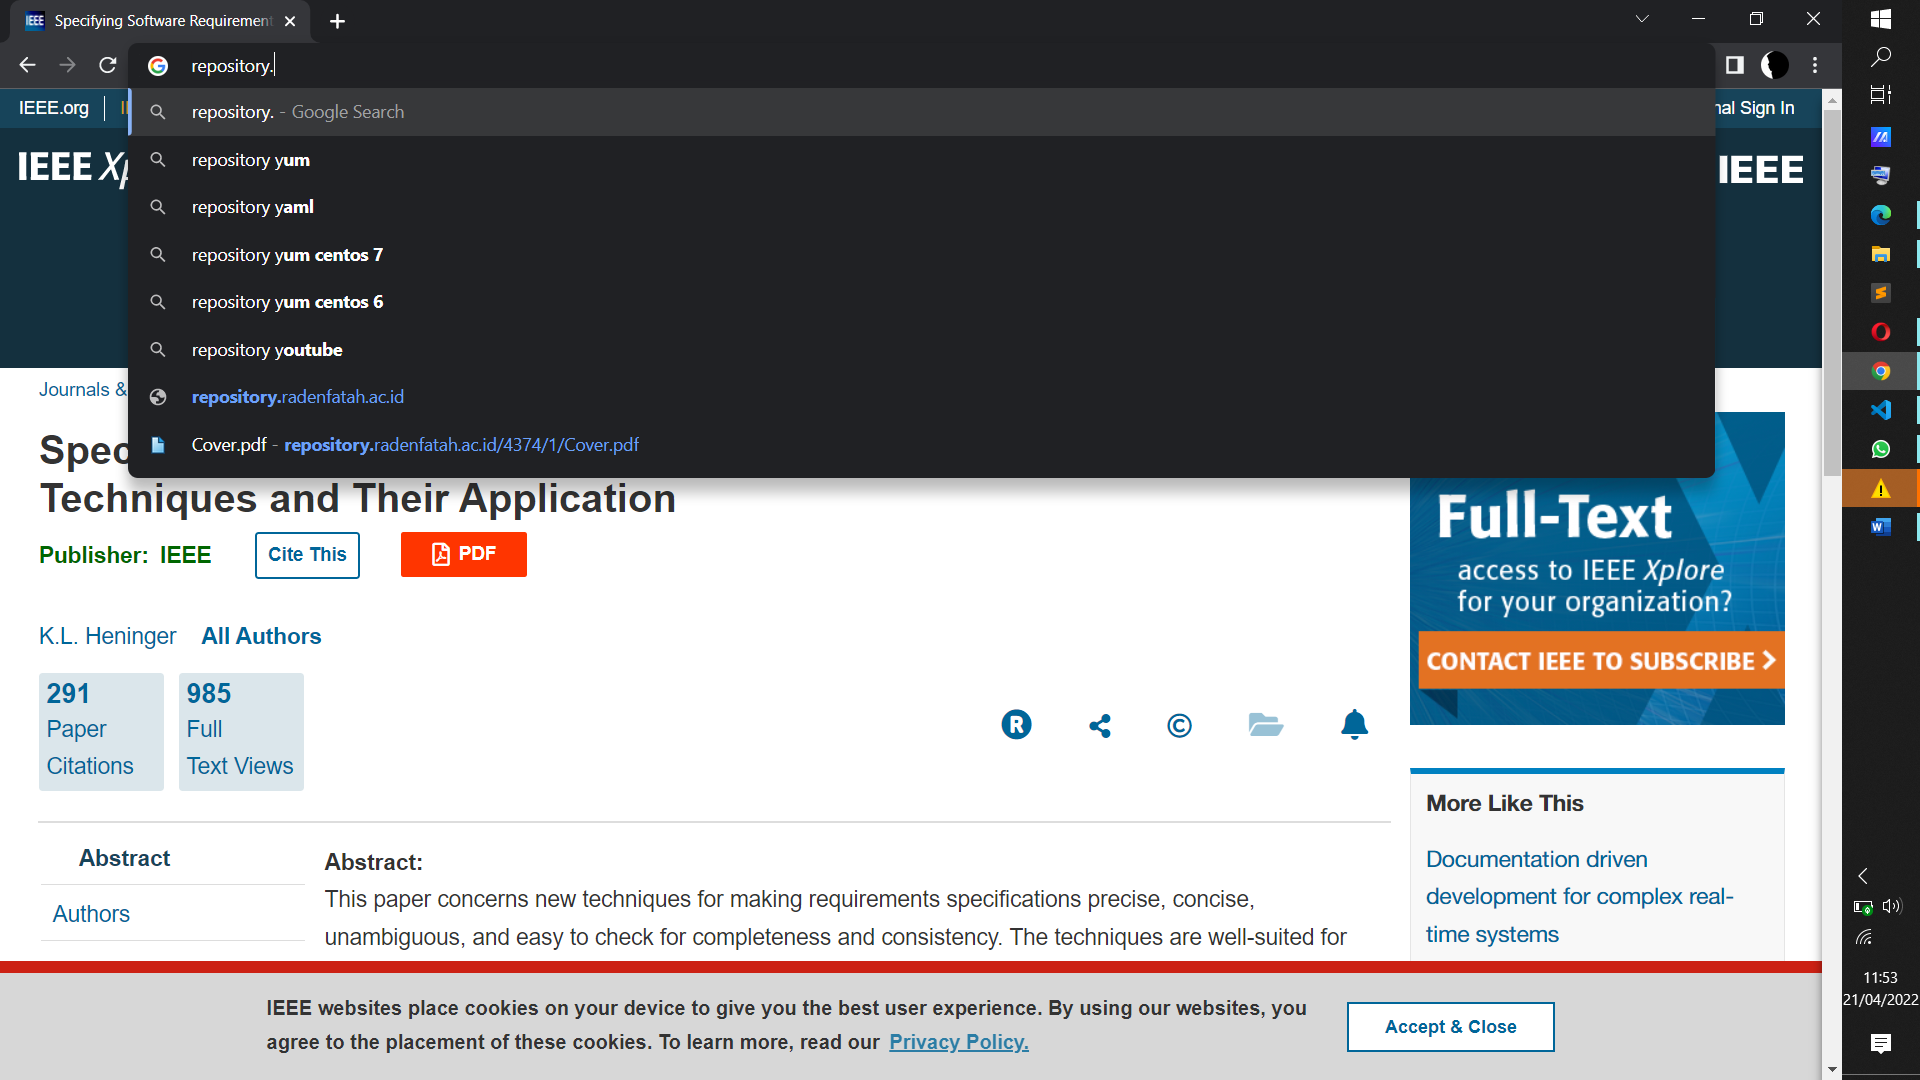 IEEE Specifying Software Requirement
repository.
IEEE.org
repository. - Google Search
nal Sign In
repository yum
IEEE Xp
IEEE
repository yaml
repository yum centos 7
repository yum centos 6
repository youtube
Journals &
repository.radenfatah.ac.id
Cover.pdf - repository.radenfatah.ac.id/4374/1/Cover.pdf
Spec
Techniques and Their Application
Publisher: IEEE
Cite This
PDF
K.L. Heninger All Authors
291
Paper
Citations
985
Full
Text Views
Full-Text
access to IEEE Xplore
for your organization?
CONTACT IEEE TO SUBSCRIBE >
More Like This
Documentation driven
development for complex real-
time systems
Abstract
Authors
Abstract:
This paper concerns new techniques for making requirements specifications precise, concise,
unambiguous, and easy to check for completeness and consistency. The techniques are well-suited for
IEEE websites place cookies on your device to give you the best user experience. By using our websites, you
agree to the placement of these cookies. To learn more, read our Privacy Policy.
Accept & Close
11:53
21/04/2022